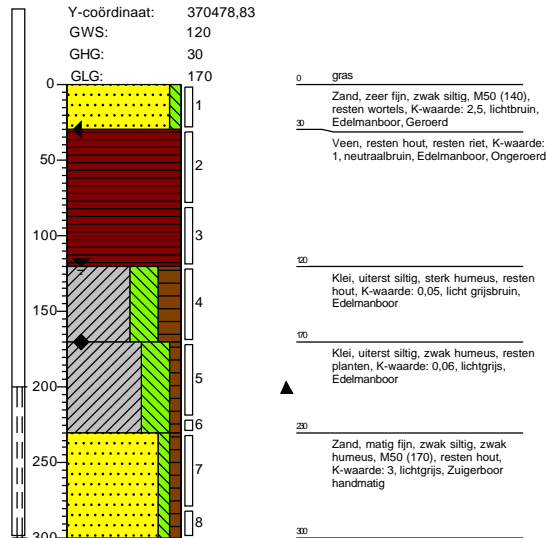 Y-coördinaat: 370478,83
GWS: 120
GHG: 30
GLG: 170
0
50
100
150
200
250
300
1
2
3
4
5
6
7
8
0 gras
Zand, zeer fijn, zwak siltig, M50 (140),
resten wortels, K-waarde: 2,5, lichtbruin,
Edelmanboor, Geroerd
30
Veen, resten hout, resten riet, K-waarde:
1, neutraalbruin, Edelmanboor, Ongeroerd
120
Klei, uiterst siltig, sterk humeus, resten
hout, K-waarde: 0,05, licht grijsbruin,
Edelmanboor
170
Klei, uiterst siltig, zwak humeus, resten
planten, K-waarde: 0,06, lichtgrijs,
Edelmanboor
230
Zand, matig fijn, zwak siltig, zwak
humeus, M50 (170), resten hout,
K-waarde: 3, lichtgrijs, Zuigerboor
handmatig
300